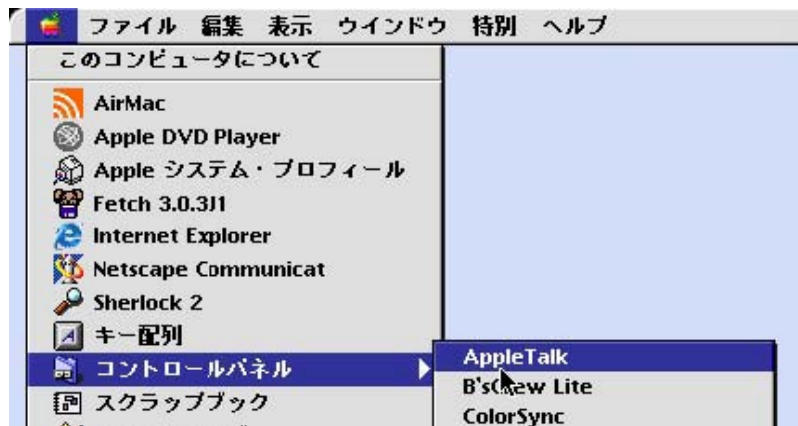 ファイル 編集 表示 ウインドウ 特別 ヘルプ
このコンピュータについて
AirMac
Apple DVD Player
Apple システム・プロフィール
Fetch 3.0.3J1
Internet Explorer
Netscape Communicat
Sherlock 2
キー配列
コントロールパネル
AppleTalk
B'sCrew Lite
ColorSync
スクラップブック